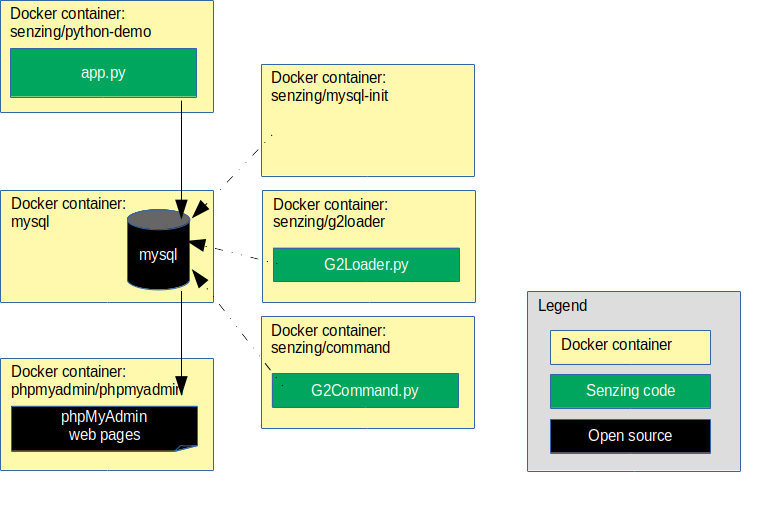 Docker container:
senzing/python-demo
app.py
Docker container:
senzing/mysql-init
Docker container:
mysql
mysql
Docker container:
senzing/g2loader
G2Loader.py
Docker container:
senzing/command
G2Command.py
Docker container:
phpmyadmin/phpmyadmin
phpMyAdmin
web pages
Legend
Docker container
Senzing code
Open source